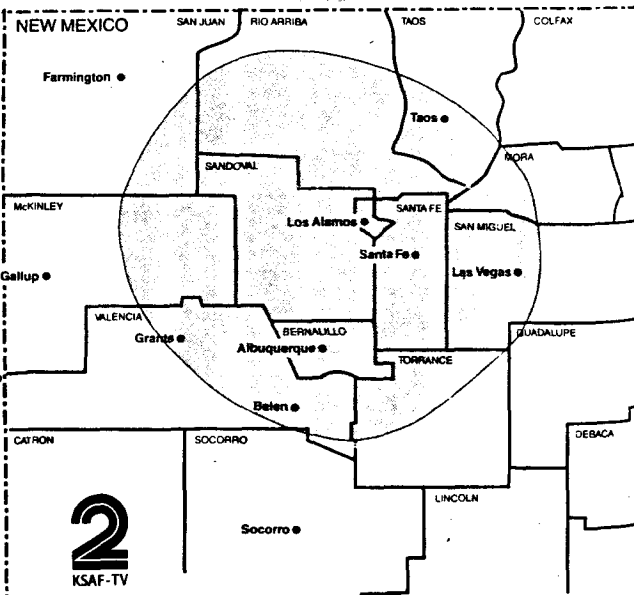 NEW MEXICO
SAN JUAN
RIO ARRIBA
TAOS
COLFAX
Farmington
Taos
SANDOVAL
MORA
McKINLEY
Los Alamos
SANTA FE
SAN MIGUEL
Santa Fe
Gallup
Las Vegas
VALENCIA
BERNALILLO
GUADALUPE
Grants
Albuquerque
TORRANCE
Belen
CATRON
SOCORRO
DEBACA
LINCOLN
2
Socorro
KSAF-TV